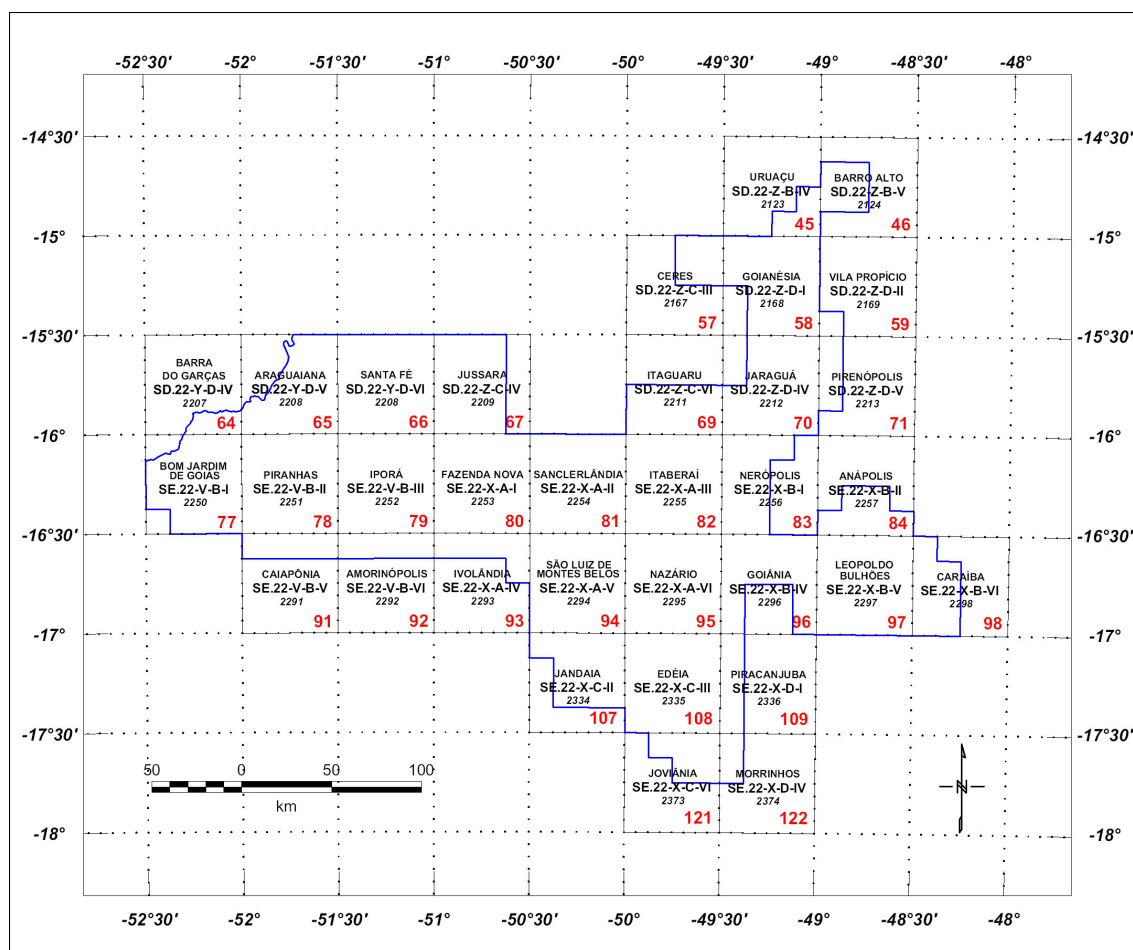 -52°30' -52° -51°30' -51° -50°30' -50° -49°30' -49° -48°30' -48°
-14°30' -14°30'
URUAÇU BARRO ALTO
SD.22-Z-B-IV SD.22-Z-B-V
2123 2124
45 46
-15° -15°
CERES GOIANÉSIA VILA PROPÍCIO
SD.22-Z-C-III SD.22-Z-D-I SD.22-Z-D-II
2167 2168 2169
57 58 59
-15°30' -15°30'
BARRA
DO GARÇAS ARAGUAIANA SANTA FÉ JUSSARA ITAGUARU JARAGUÁ PIRENÓPOLIS
SD.22-Y-D-IV SD.22-Y-D-V SD.22-Y-D-VI SD.22-Z-C-IV SD.22-Z-C-VI SD.22-Z-D-IV SD.22-Z-D-V
2207 2208 2208 2209 2211 2212 2213
64 65 66 67 69 70 71
-16° -16°
BOM JARDIM
DE GOIÁS PIRANHAS IPORÁ FAZENDA NOVA SANCLERLÂNDIA ITABERAÍ NERÓPOLIS ANÁPOLIS
SE.22-V-B-I SE.22-V-B-II SE.22-V-B-III SE.22-X-A-I SE.22-X-A-II SE.22-X-A-III SE.22-X-B-I SE.22-X-B-II
2250 2251 2252 2253 2254 2255 2256 2257
77 78 79 80 81 82 83 84
-16°30' -16°30'
CAIAPÔNIA AMORINÓPOLIS IVOLÂNDIA SÃO LUIZ DE
MONTES BELOS NAZÁRIO GOIÂNIA LEOPOLDO
BULHÕES CARAÍBA
SE.22-V-B-V SE.22-V-B-VI SE.22-X-A-IV SE.22-X-A-V SE.22-X-A-VI SE.22-X-B-IV SE.22-X-B-V SE.22-X-B-VI
2291 2292 2293 2294 2295 2296 2297 2298
91 92 93 94 95 96 97 98
-17° -17°
JANDAIA EDÉIA PIRACANJUBA
SE.22-X-C-II SE.22-X-C-III SE.22-X-D-I
2334 2335 2336
107 108 109
-17°30' -17°30'
JOVIÂNIA MORRINHOS
SE.22-X-C-VI SE.22-X-D-IV
2373 2374
121 122
50 0 50 100
km
N
-18° -18°
-52°30' -52° -51°30' -51° -50°30' -50° -49°30' -49° -48°30' -48°